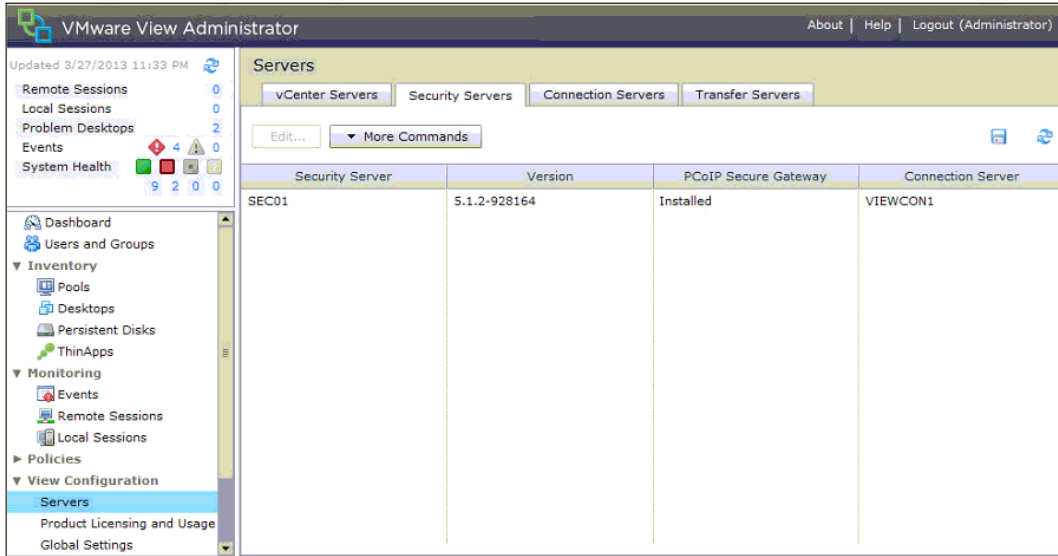 VMware View Administrator
About | Help | Logout (Administrator)
Updated 3/27/2013 11:33 PM
Remote Sessions 0
Local Sessions 0
Problem Desktops 2
Events 4 0
System Health
9 2 0 0
Dashboard
Users and Groups
Inventory
Pools
Desktops
Persistent Disks
ThinApps
Monitoring
Events
Remote Sessions
Local Sessions
Policies
View Configuration
Servers
Product Licensing and Usage
Global Settings
Servers
vCenter Servers Security Servers Connection Servers Transfer Servers
Edit... More Commands
Security Server Version PCoIP Secure Gateway Connection Server
SEC01 5.1.2-928164 Installed VIEWCON1